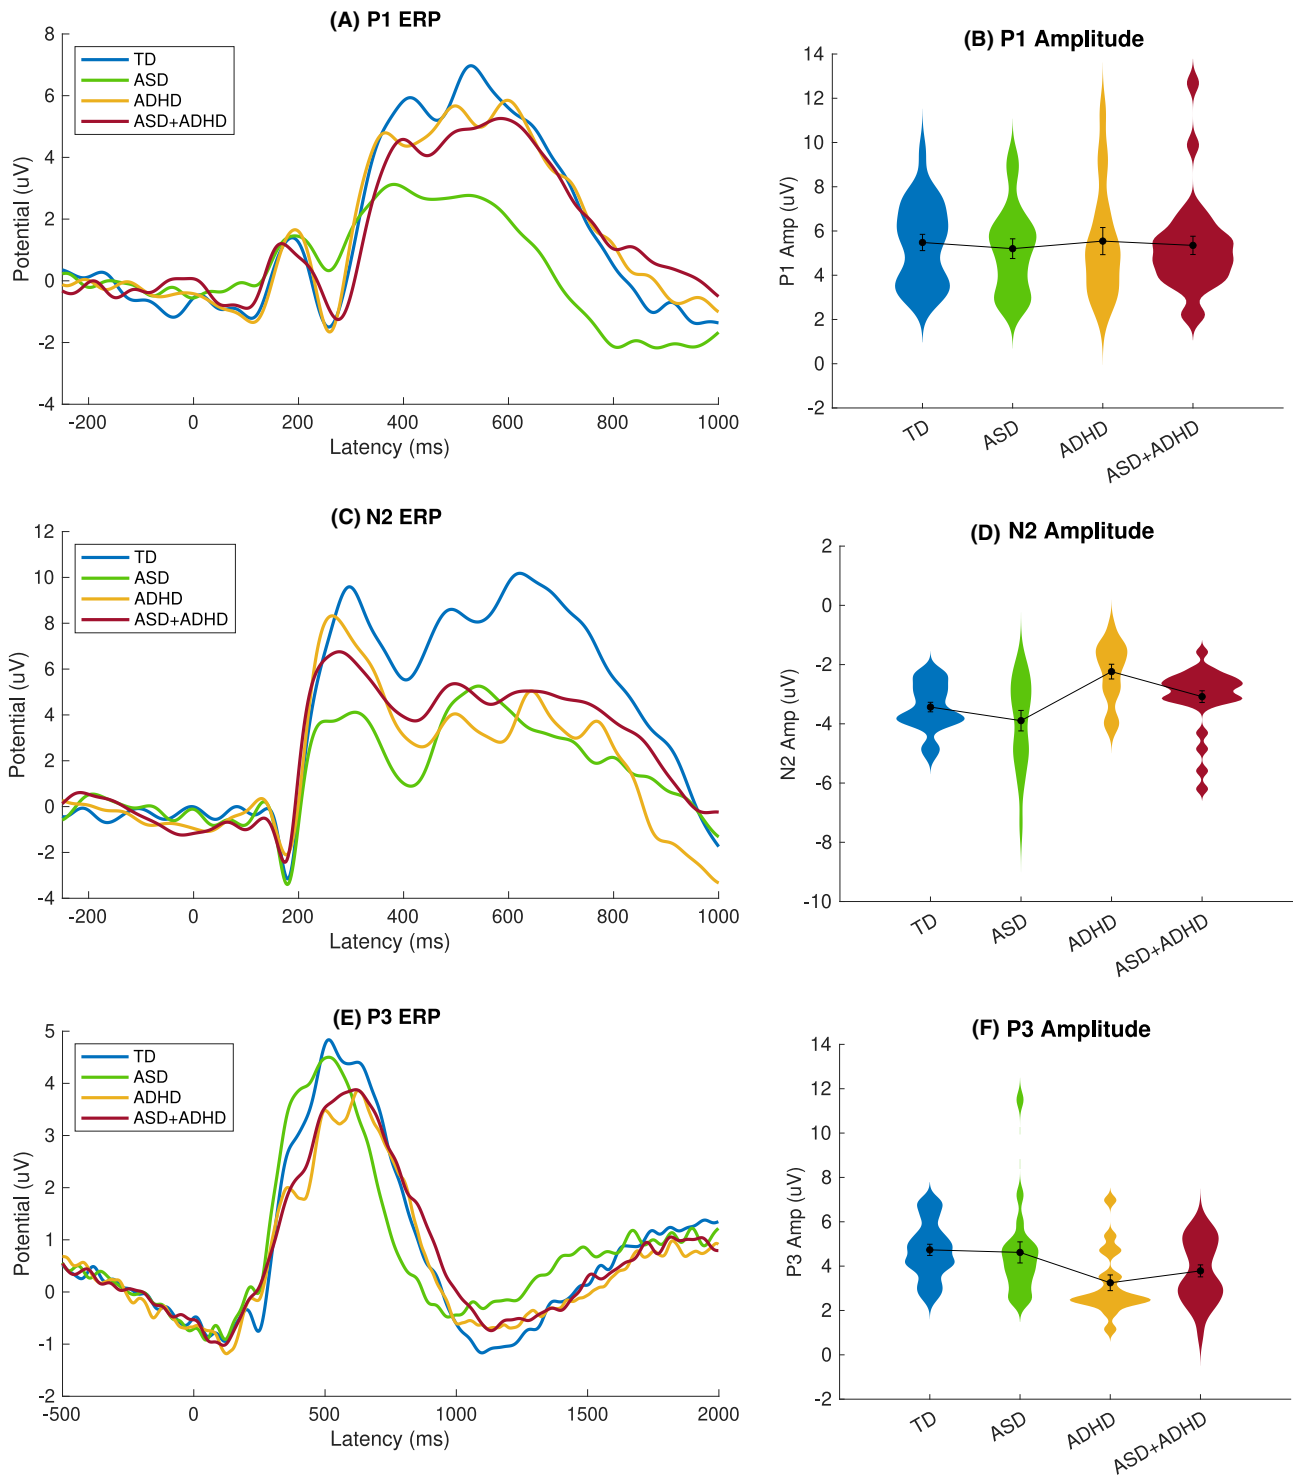 (A) P1 ERP
8
6
4
2
0
-2
-4
Potential (uV)
TD
ASD
ADHD
ASD+ADHD
-200
0
200
400
600
800
1000
Latency (ms)
(B) P1 Amplitude
14
12
10
8
6
4
2
0
-2
P1 Amp (uV)
TD
ASD
ADHD
ASD+ADHD
(C) N2 ERP
12
10
8
6
4
2
0
-2
-4
Potential (uV)
TD
ASD
ADHD
ASD+ADHD
-200
0
200
400
600
800
1000
Latency (ms)
(D) N2 Amplitude
2
0
-2
-4
-6
-8
-10
N2 Amp (uV)
TD
ASD
ADHD
ASD+ADHD
(E) P3 ERP
5
4
3
2
1
0
-1
-2
Potential (uV)
TD
ASD
ADHD
ASD+ADHD
-500
0
500
1000
1500
2000
Latency (ms)
(F) P3 Amplitude
14
12
10
8
6
4
2
0
-2
P3 Amp (uV)
TD
ASD
ADHD
ASD+ADHD